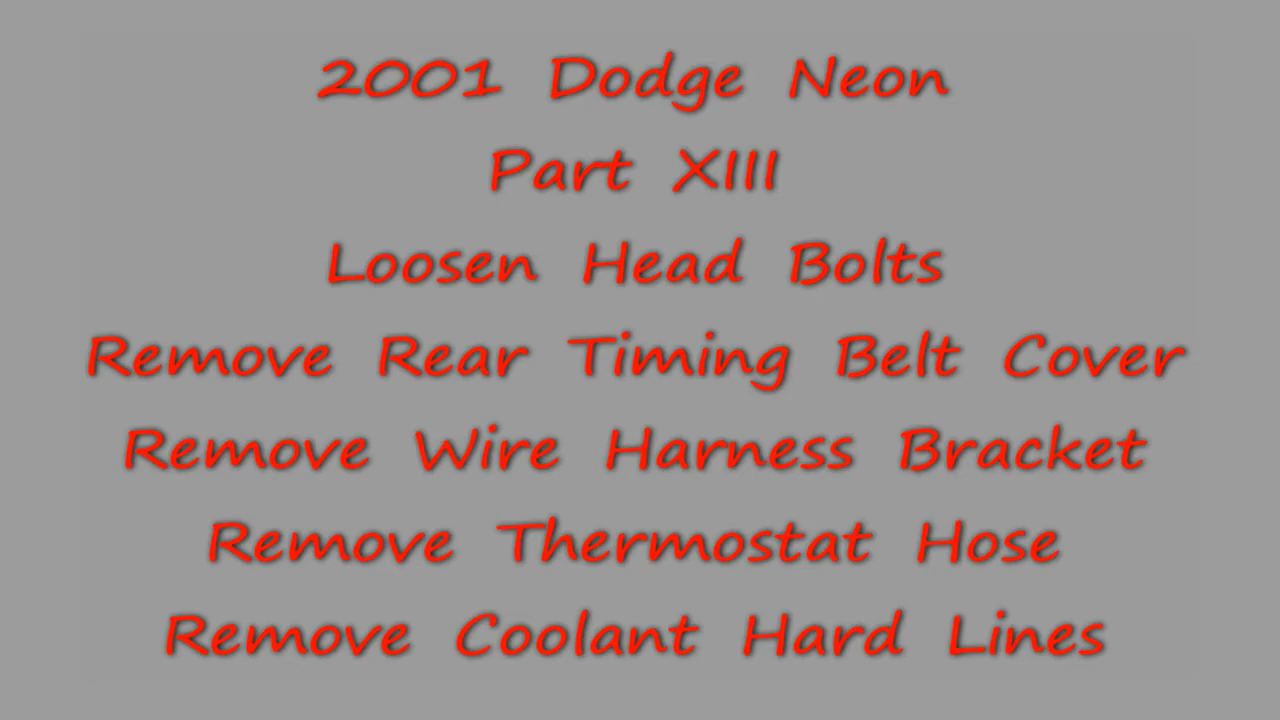 2001 Dodge Neon
Part XIII
Loosen Head Bolts
Remove Rear Timing Belt Cover
Remove Wire Harness Bracket
Remove Thermostat Hose
Remove Coolant Hard Lines